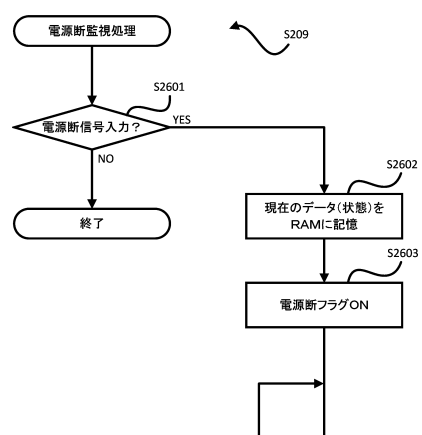 電源断監視処理
S209
S2601
電源断信号入力？
YES
NO
S2602
現在のデータ（状態）を
RAMに記憶
終了
S2603
電源断フラグON